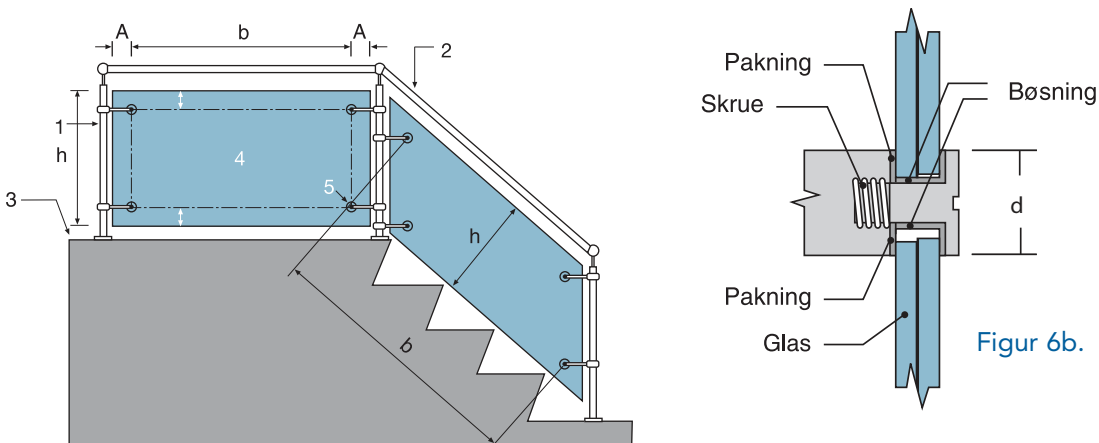 A
b
A
2
1
h
4
5
3
h
b
Pakning
Skrue
Bøsning
d
Pakning
Glas
Figur 6b.